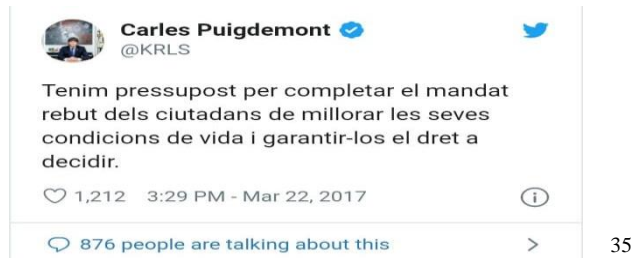 Carles Puigdemont
@KRLS
Tenim pressupost per completar el mandat
rebut dels ciutadans de millorar les seves
condicions de vida i garantir-los el dret a
decidir.
1,212 3:29 PM - Mar 22, 2017
876 people are talking about this
35